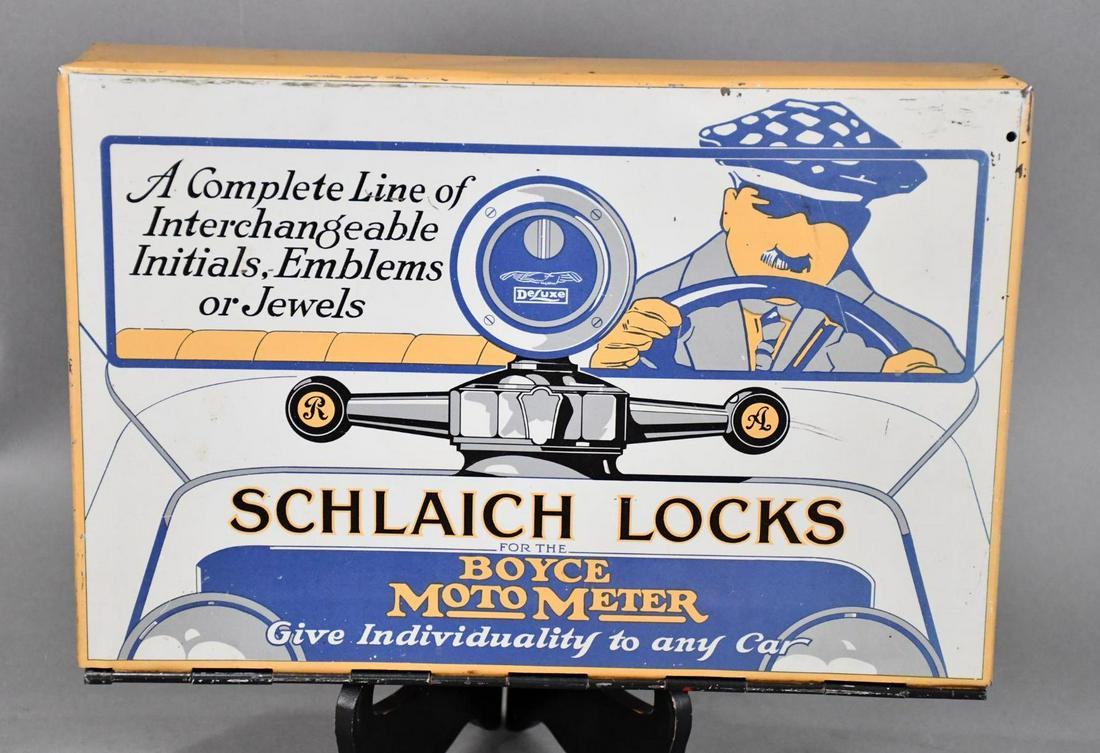 A Complete Line of
Interchangeable
Initials, Emblems
or Jewels
DeLuxe
R
A
SCHLAICH LOCKS
FOR THE
BOYCE
MOTO METER
Give Individuality to any Car